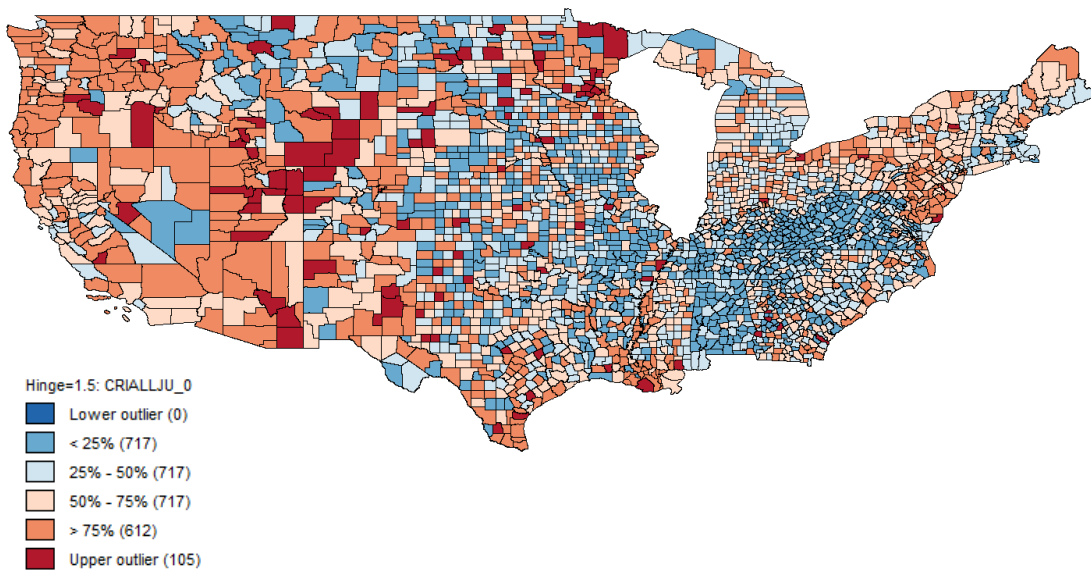 Hinge=1.5: CRIALLJU_0
Lower outlier (0)
< 25% (717)
25% - 50% (717)
50% - 75% (717)
> 75% (612)
Upper outlier (105)